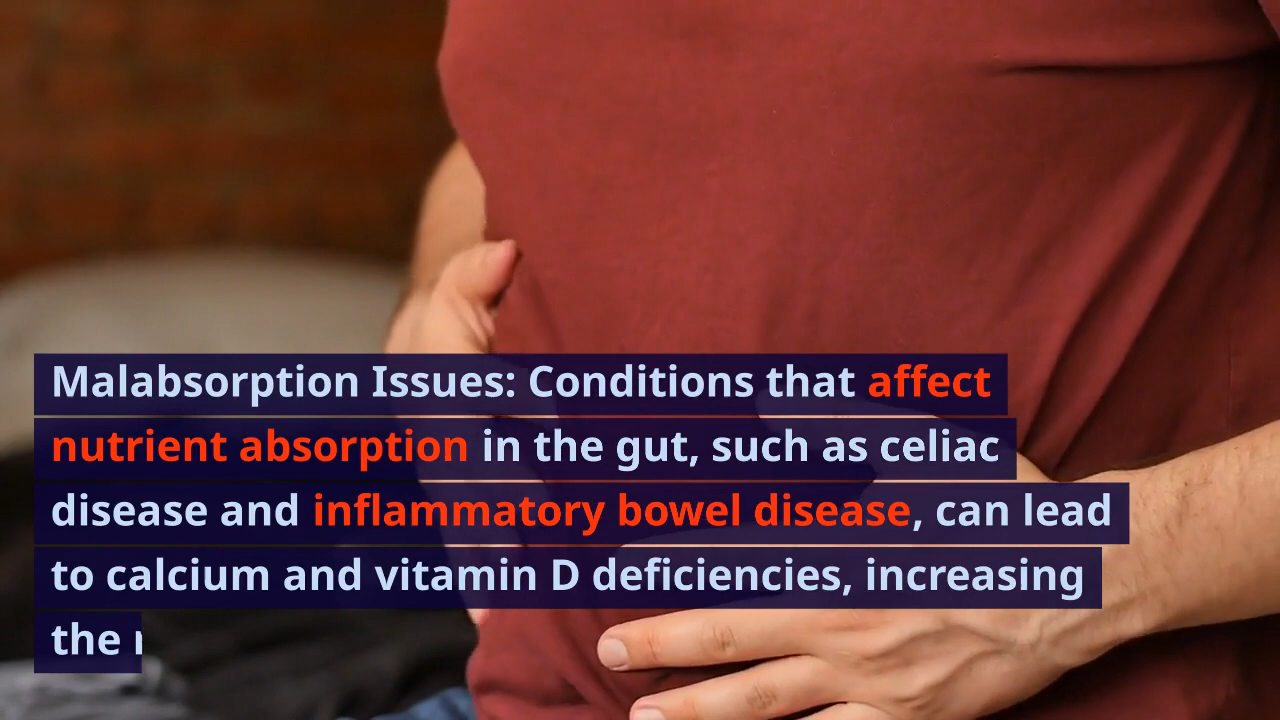 Malabsorption Issues: Conditions that affect
nutrient absorption in the gut, such as celiac
disease and inflammatory bowel disease, can lead
to calcium and vitamin D deficiencies, increasing
the